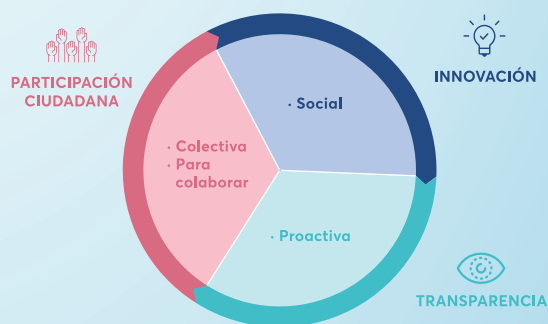 PARTICIPACIÓN
CIUDADANA
INNOVACIÓN
· Social
· Colectiva
· Para
colaborar
· Proactiva
TRANSPARENCIA